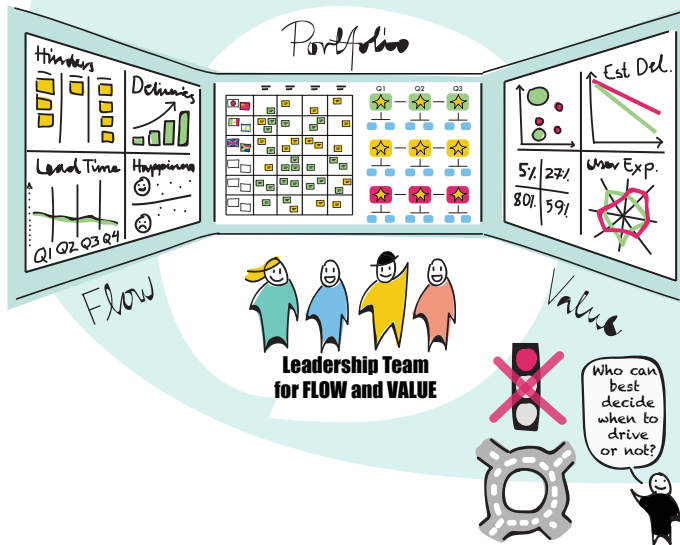 Portfolio
Hinders
Deliveries
Lead Time
Happiness
Q1 Q2 Q3 Q4
Q1 Q2 Q3
Est Del.
5% 27%
80% 59%
User Exp.
Flow
Value
Leadership Team
for FLOW and VALUE
Who can
best
decide
when to
drive
or not?